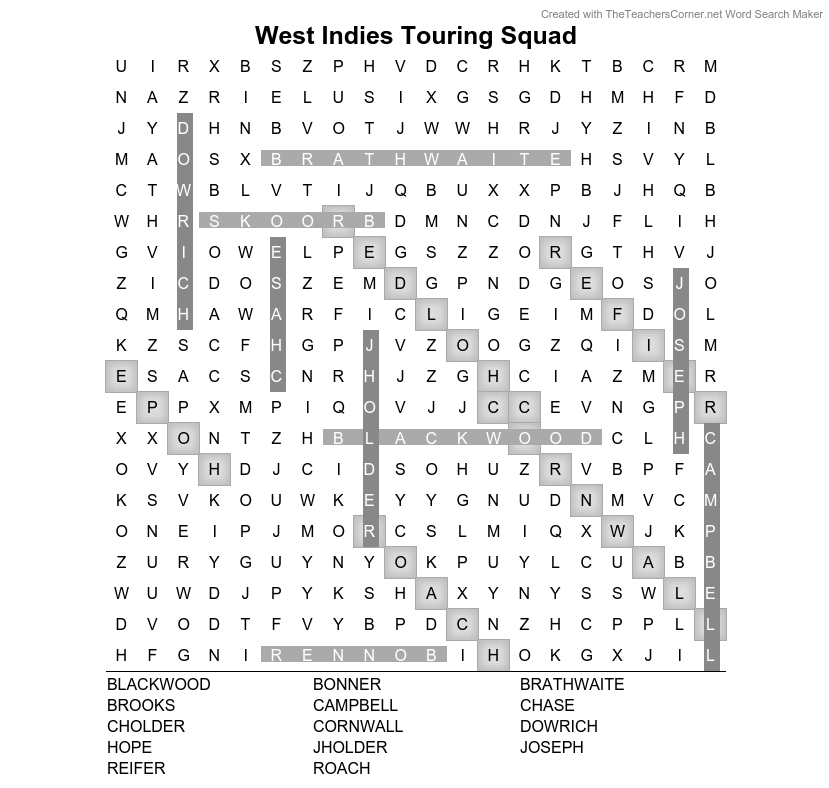 Created with TheTeachersCorner.net Word Search Maker
West Indies Touring Squad
U I R X B S Z P H V D C R H K T B C R M
N A Z R I E L U S I X G S G D H M H F D
J Y D H N B V O T J W W H R J Y Z I N B
M A O S X B R A T H W A I T E H S V Y L
C T W B L V T I J Q B U X X P B J H Q B
W H R S K O O R B D M N C D N J F L I H
G V I O W E L P E G S Z Z O R G T H V J
Z I C D O S Z E M D G P N D G E O S J O
Q M H A W A R F I C L I G E I M F D O L
K Z S C F H G P J V Z O O G Z Q I I S M
E S A C S C N R H J Z G H C I A Z M E R
E P P X M P I Q O V J J C C E V N G P R
X X O N T Z H B L A C K W O O D C L H C
O V Y H D J C I D S O H U Z R V B P F A
K S V K O U W K E Y Y G N U D N M V C M
O N E I P J M O R C S L M I Q X W J K P
Z U R Y G U Y N Y O K P U Y L C U A B B
W U W D J P Y K S H A X Y N Y S S W L E
D V O D T F V Y B P D C N Z H C P P L L
H F G N I R E N N O B I H O K G X J I L
BLACKWOOD BONNER BRATHWAITE
BROOKS CAMPBELL CHASE
CHOLDER CORNWALL DOWRICH
HOPE JHOLDER JOSEPH
REIFER ROACH